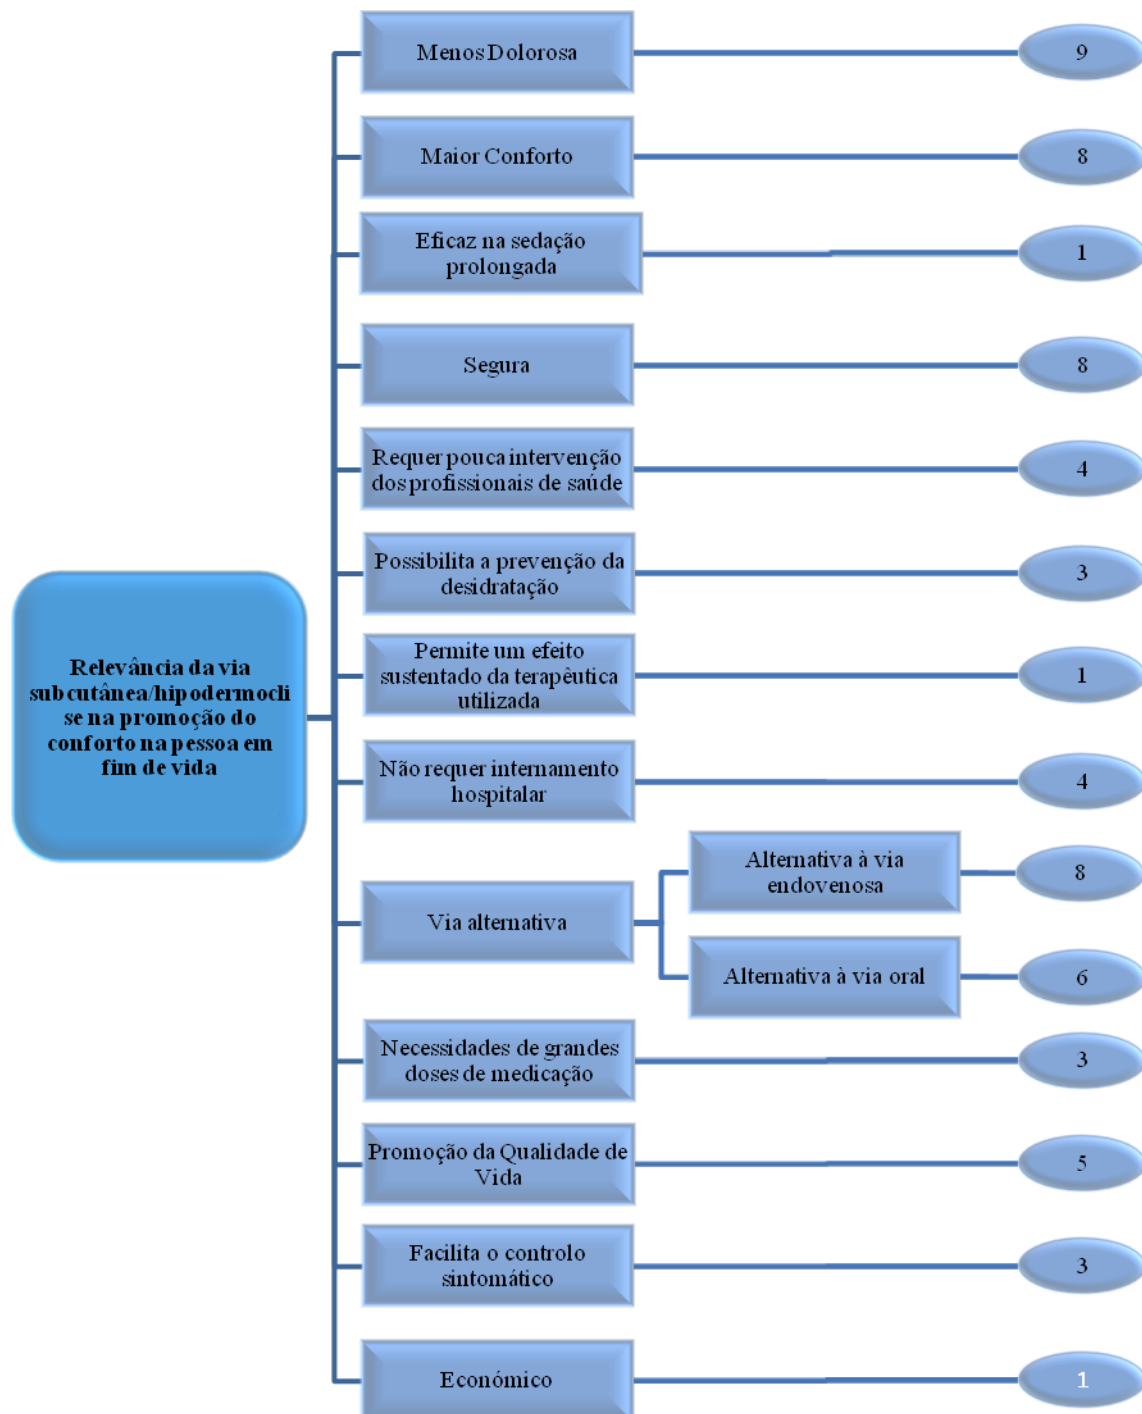 Menos Dolorosa
9
Maior Conforto
8
Eficaz na sedação
prolongada
1
Segura
8
Requer pouca intervenção
dos profissionais de saúde
4
Possibilita a prevenção da
desidratação
3
Relevância da via
subcutânea/hipodermocli
se na promoção do
conforto na pessoa em
fim de vida
Permite um efeito
sustentado da terapêutica
utilizada
1
Não requer internamento
hospitalar
4
Via alternativa
Alternativa à via
endovenosa
8
Alternativa à via oral
6
Necessidades de grandes
doses de medicação
3
Promoção da Qualidade de
Vida
5
Facilita o controlo
sintomático
3
Económico
1